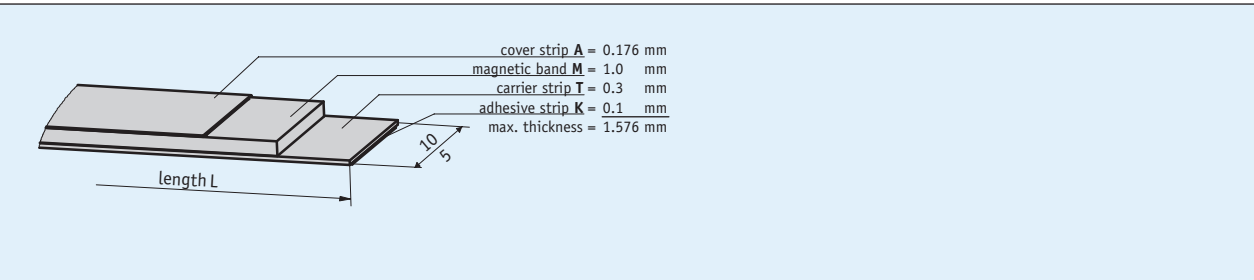 cover strip A = 0.176 mm
magnetic band M = 1.0 mm
carrier strip T = 0.3 mm
adhesive strip K = 0.1 mm
max. thickness = 1.576 mm
10
5
length L